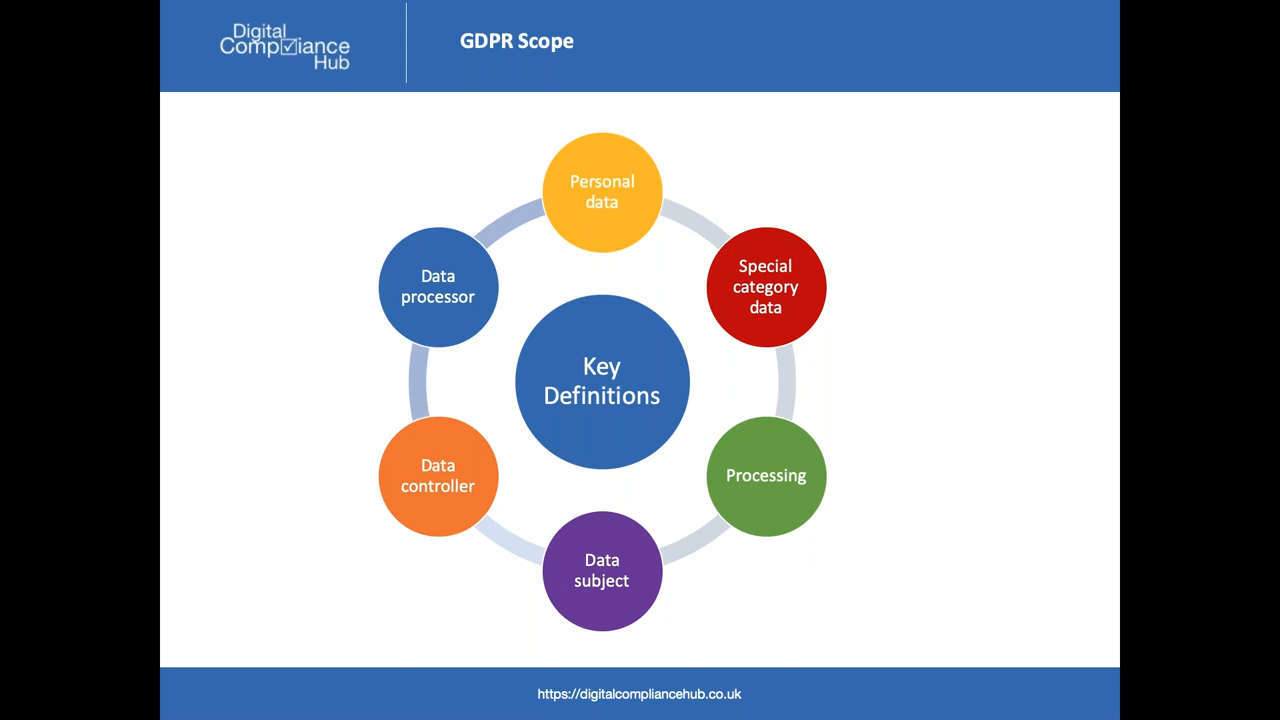 Digital
Compliance
Hub
GDPR Scope
Personal
data
Special
category
data
Processing
Data
subject
Data
controller
Data
processor
Key
Definitions
https://digitalcompliancehub.co.uk